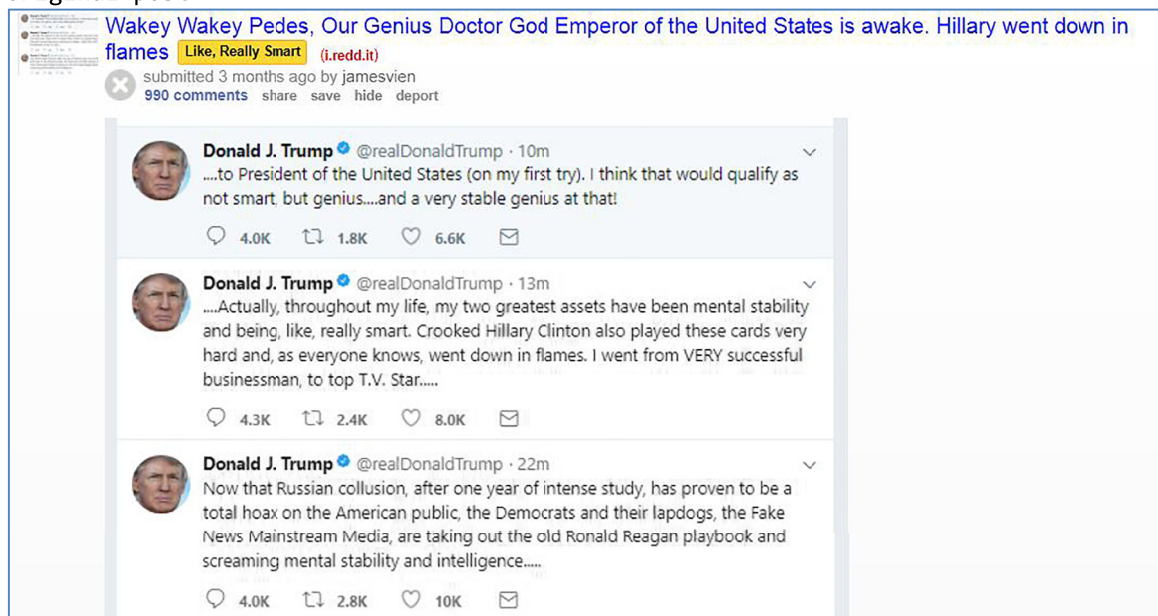 Wakey Wakey Pedes, Our Genius Doctor God Emperor of the United States is awake. Hillary went down in
flames Like, Really Smart (i.redd.it)
submitted 3 months ago by jamesvien
990 comments share save hide deport
Donald J. Trump @realDonaldTrump · 10m
....to President of the United States (on my first try). I think that would qualify as
not smart, but genius....and a very stable genius at that!
4.0K 1.8K 6.6K
Donald J. Trump @realDonaldTrump · 13m
....Actually, throughout my life, my two greatest assets have been mental stability
and being, like, really smart. Crooked Hillary Clinton also played these cards very
hard and, as everyone knows, went down in flames. I went from VERY successful
businessman, to top T.V. Star.....
4.3K 2.4K 8.0K
Donald J. Trump @realDonaldTrump · 22m
Now that Russian collusion, after one year of intense study, has proven to be a
total hoax on the American public, the Democrats and their lapdogs, the Fake
News Mainstream Media, are taking out the old Ronald Reagan playbook and
screaming mental stability and intelligence.....
4.0K 2.8K 10K